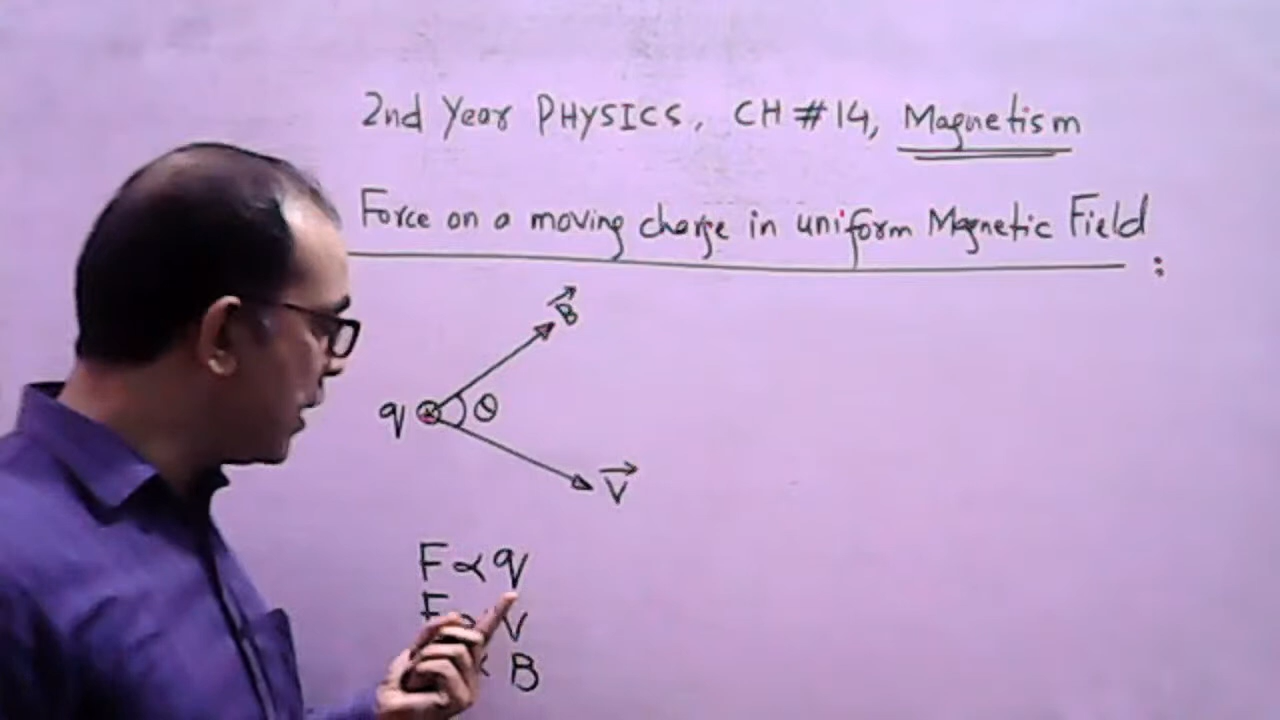 2nd Year PHYSICS, CH #14, Magnetism
Force on a moving charge in uniform Magnetic Field :
B
q θ
V
F ∝ q
F ∝ V
∝ B